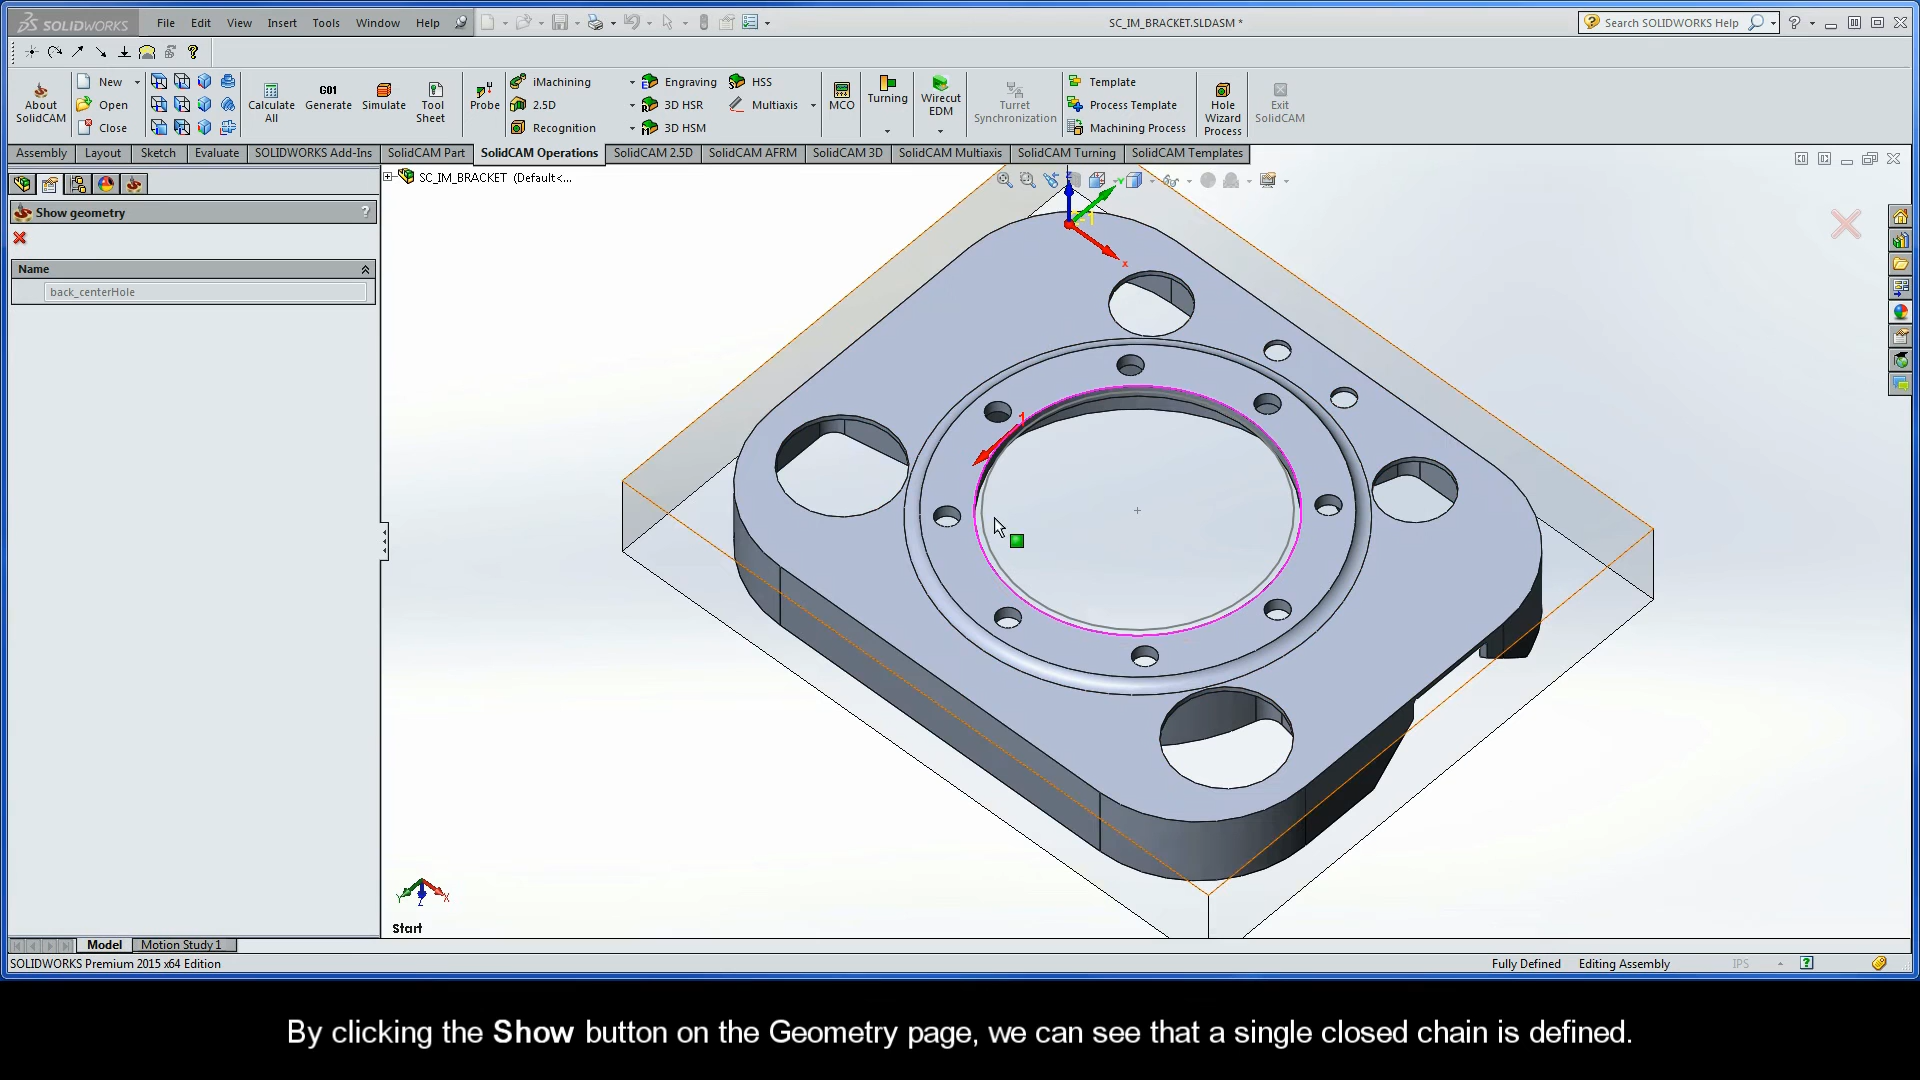 SOLIDWORKS File Edit View Insert Tools Window Help SC_IM_BRACKET.SLDASM * Search SOLIDWORKS Help
About SolidCAM
New
Open
Close
Calculate All
G01 Generate
Simulate
Tool Sheet
Probe
iMachining
2.5D
Recognition
Engraving
3D HSR
3D HSM
HSS
Multiaxis
MCO
Turning
Wirecut EDM
Turret Synchronization
Template
Process Template
Machining Process
Hole Wizard Process
Exit SolidCAM
Assembly Layout Sketch Evaluate SOLIDWORKS Add-Ins SolidCAM Part SolidCAM Operations SolidCAM 2.5D SolidCAM AFRM SolidCAM 3D SolidCAM Multiaxis SolidCAM Turning SolidCAM Templates
SC_IM_BRACKET (Default<...
Show geometry ?
Name
back_centerHole
z
x
1
Y X
Z
Start
Model Motion Study 1
SOLIDWORKS Premium 2015 x64 Edition Fully Defined Editing Assembly IPS
By clicking the Show button on the Geometry page, we can see that a single closed chain is defined.